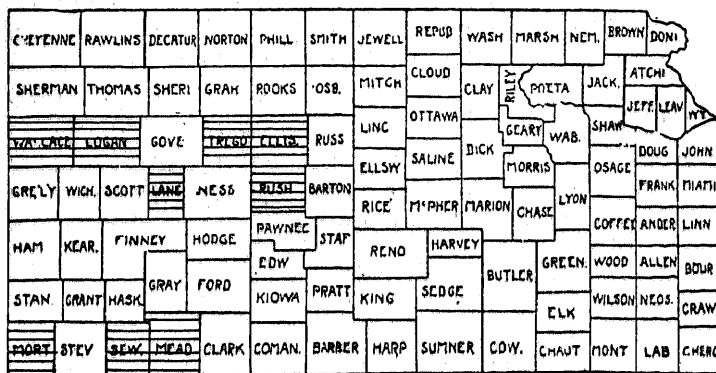 CHEYENNE RAWLINS DECATUR NORTON PHILL SMITH JEWELL REPUB WASH MARSH NEM. BROWN DONI
SHERMAN THOMAS SHERI GRAH ROOKS OSB. MITCH CLOUD CLAY RILEY POTTA JACK. ATCHI
JEFF. LEAV WY
WALLACE LOGAN GOVE TREGO ELLIS RUSS LINC OTTAWA DICK GEARY WAB. SHAW
DOUG JOHN
ELLSW SALINE MORRIS OSAGE
GRELY WICH. SCOTT LANE NESS RUSH BARTON RICE McPHER MARION CHASE LYON FRANK MIAMI
COFFEE ANDER LINN
HAM KEAR. FINNEY HODGE PAWNEE STAF
EDW RENO HARVEY BUTLER GREEN. WOOD ALLEN BOUR
STAN. GRANT HASK. GRAY FORD KIOWA PRATT KING SEDGE ELK WILSON NEOS. CRAW
MORT STEV SEW. MEAD CLARK COMAN. BARBER HARP SUMNER COW. CHAUT MONT LAB CHERO